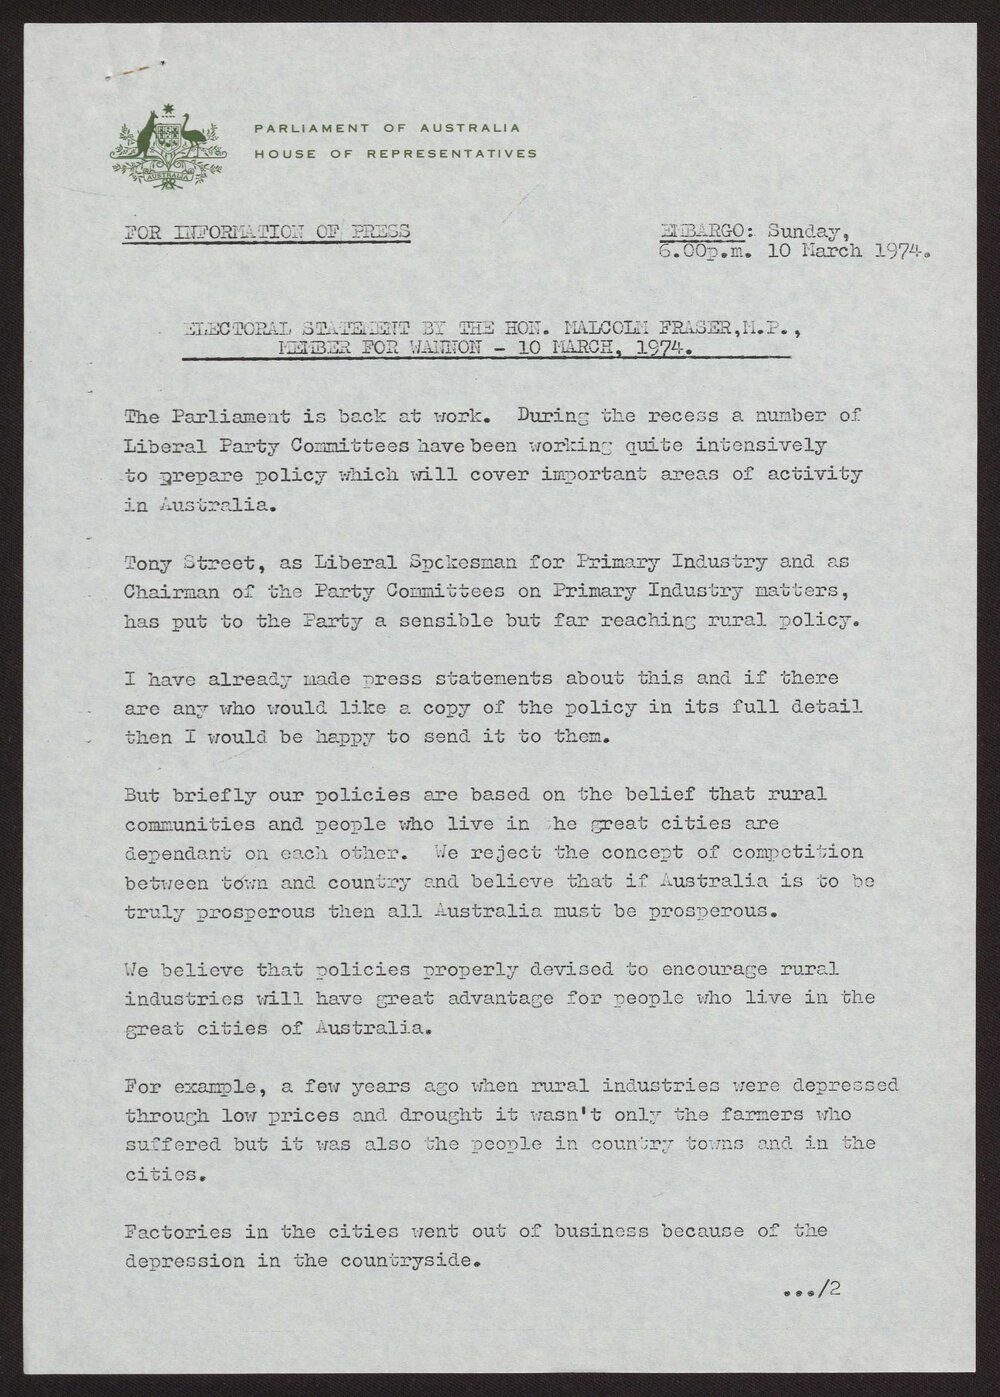 PARLIAMENT OF AUSTRALIA
HOUSE OF REPRESENTATIVES
AUSTRALIA
FOR INFORMATION OF PRESS
EMBARGO: Sunday,
6.00p.m. 10 March 1974.
ELECTORAL STATEMENT BY THE HON. MALCOLM FRASER,M.P.,
MEMBER FOR WANNON - 10 MARCH, 1974.
The Parliament is back at work. During the recess a number of
Liberal Party Committees have been working quite intensively
to prepare policy which will cover important areas of activity
in Australia.
Tony Street, as Liberal Spokesman for Primary Industry and as
Chairman of the Party Committees on Primary Industry matters,
has put to the Party a sensible but far reaching rural policy.
I have already made press statements about this and if there
are any who would like a copy of the policy in its full detail
then I would be happy to send it to them.
But briefly our policies are based on the belief that rural
communities and people who live in the great cities are
dependant on each other. We reject the concept of competition
between town and country and believe that if Australia is to be
truly prosperous then all Australia must be prosperous.
We believe that policies properly devised to encourage rural
industries will have great advantage for people who live in the
great cities of Australia.
For example, a few years ago when rural industries were depressed
through low prices and drought it wasn't only the farmers who
suffered but it was also the people in country towns and in the
cities.
Factories in the cities went out of business because of the
depression in the countryside.
.../2